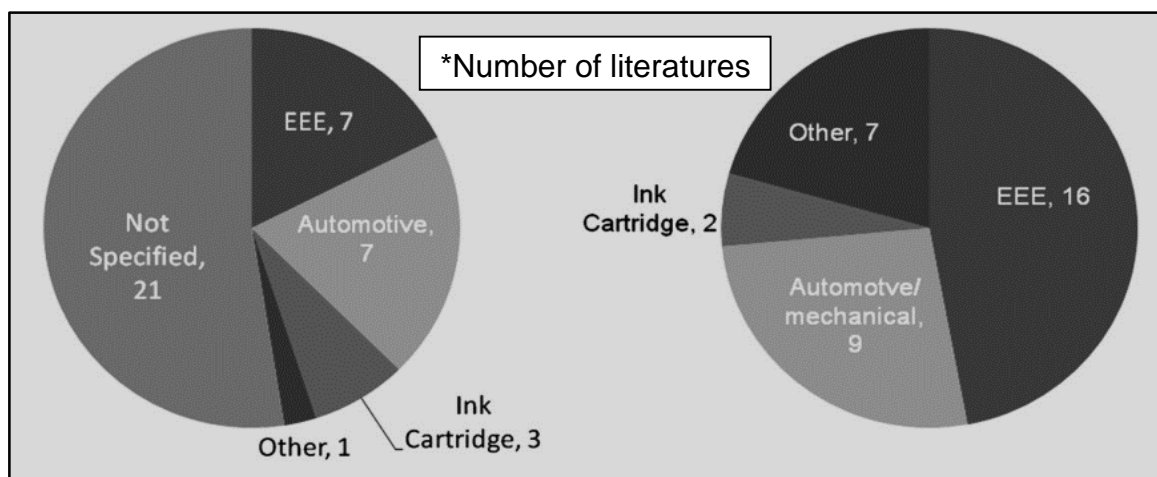 *Number of literatures
EEE, 7
Automotive,
7
Not
Specified,
21
Other, 1
Ink
Cartridge, 3
Other, 7
EEE, 16
Ink
Cartridge, 2
Automotve/
mechanical,
9